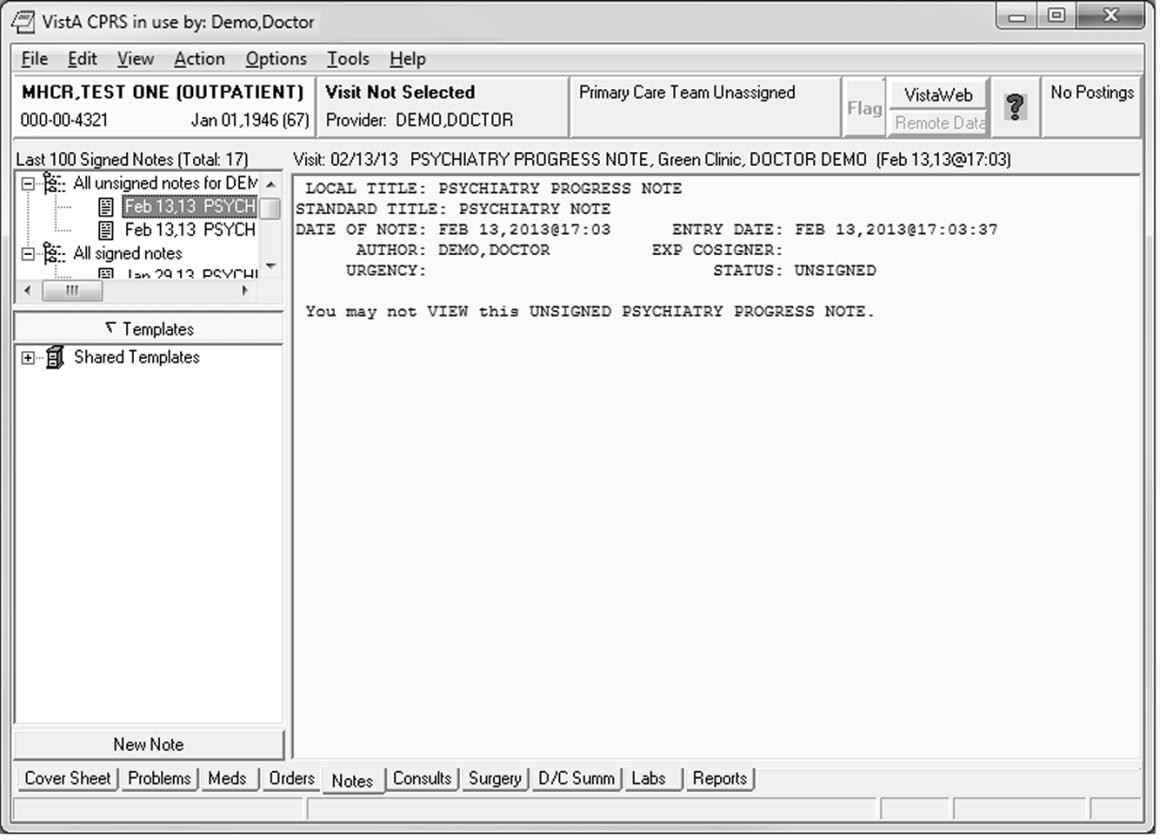 VistA CPRS in use by: Demo,Doctor
File Edit View Action Options Tools Help
MHCR,TEST ONE (OUTPATIENT) Visit Not Selected Primary Care Team Unassigned Flag VistaWeb No Postings
000-00-4321 Jan 01,1946 (67) Provider: DEMO,DOCTOR Remote Data
Last 100 Signed Notes (Total: 17) Visit: 02/13/13 PSYCHIATRY PROGRESS NOTE, Green Clinic, DOCTOR DEMO (Feb 13,13@17:03)
All unsigned notes for DEM
Feb 13,13 PSYCH
Feb 13,13 PSYCH
All signed notes
Jan 29,13 PSYCHI
Templates
Shared Templates
LOCAL TITLE: PSYCHIATRY PROGRESS NOTE
STANDARD TITLE: PSYCHIATRY NOTE
DATE OF NOTE: FEB 13,2013@17:03 ENTRY DATE: FEB 13,2013@17:03:37
AUTHOR: DEMO,DOCTOR EXP COSIGNER:
URGENCY: STATUS: UNSIGNED
You may not VIEW this UNSIGNED PSYCHIATRY PROGRESS NOTE.
New Note
Cover Sheet Problems Meds Orders Notes Consults Surgery D/C Summ Labs Reports